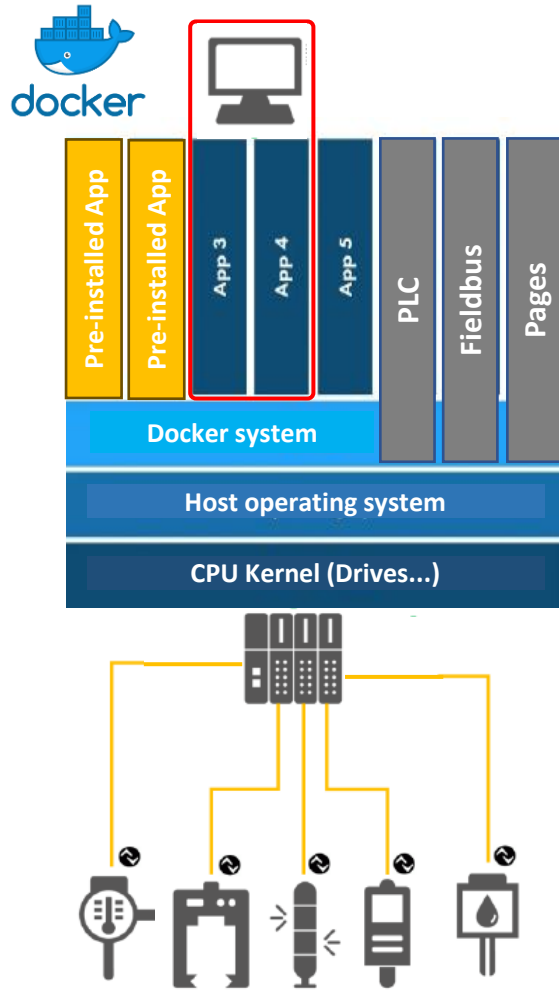 docker
Pre-installed App
Pre-installed App
App 3
App 4
App 5
PLC
Fieldbus
Pages
Docker system
Host operating system
CPU Kernel (Drives...)